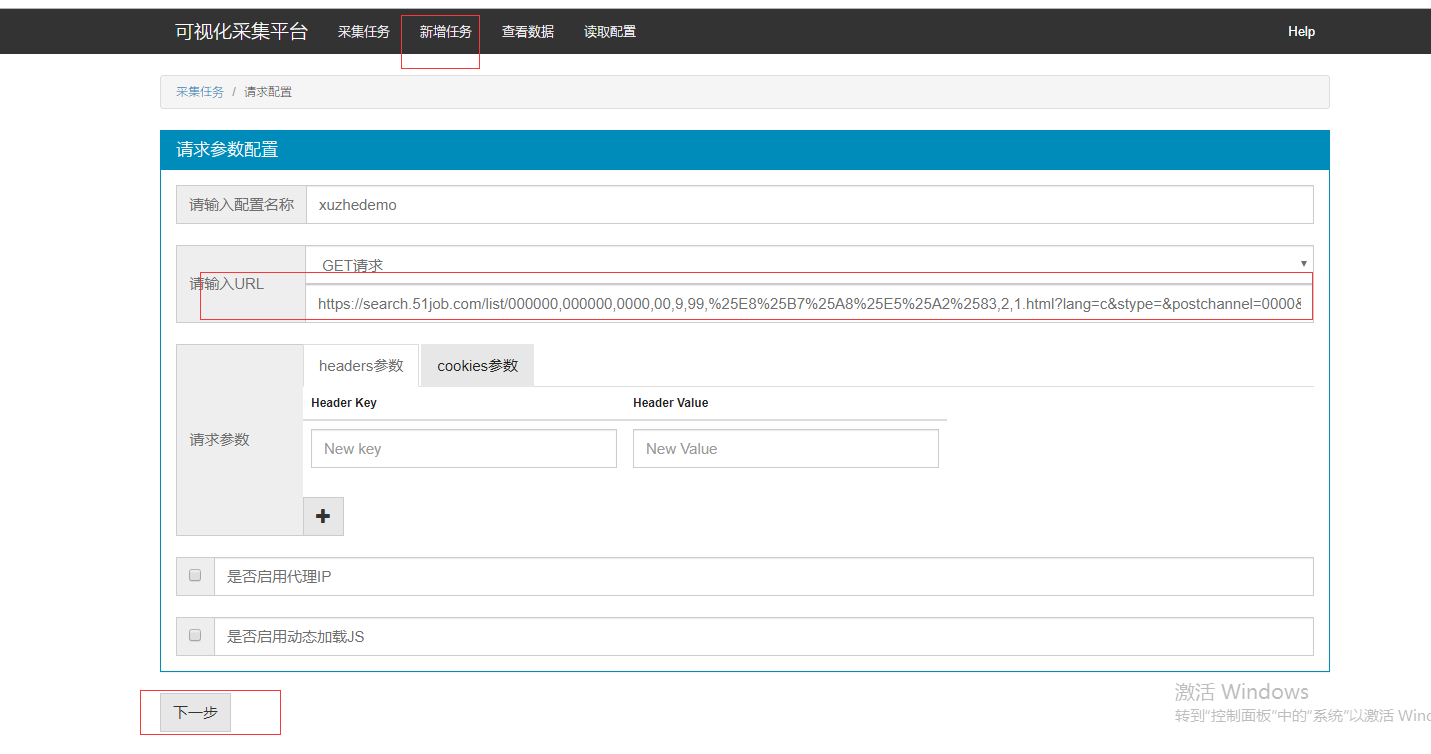 可视化采集平台 采集任务 新增任务 查看数据 读取配置 Help
采集任务 / 请求配置
请求参数配置
请输入配置名称 xuzhedemo
GET请求
请输入URL
https://search.51job.com/list/000000,000000,0000,00,9,99,%25E8%25B7%25A8%25E5%25A2%2583,2,1.html?lang=c&stype=&postchannel=0000&
headers参数 cookies参数
Header Key Header Value
请求参数
New key New Value
是否启用代理IP
是否启用动态加载JS
下一步
激活 Windows
转到"控制面板"中的"系统"以激活 Win